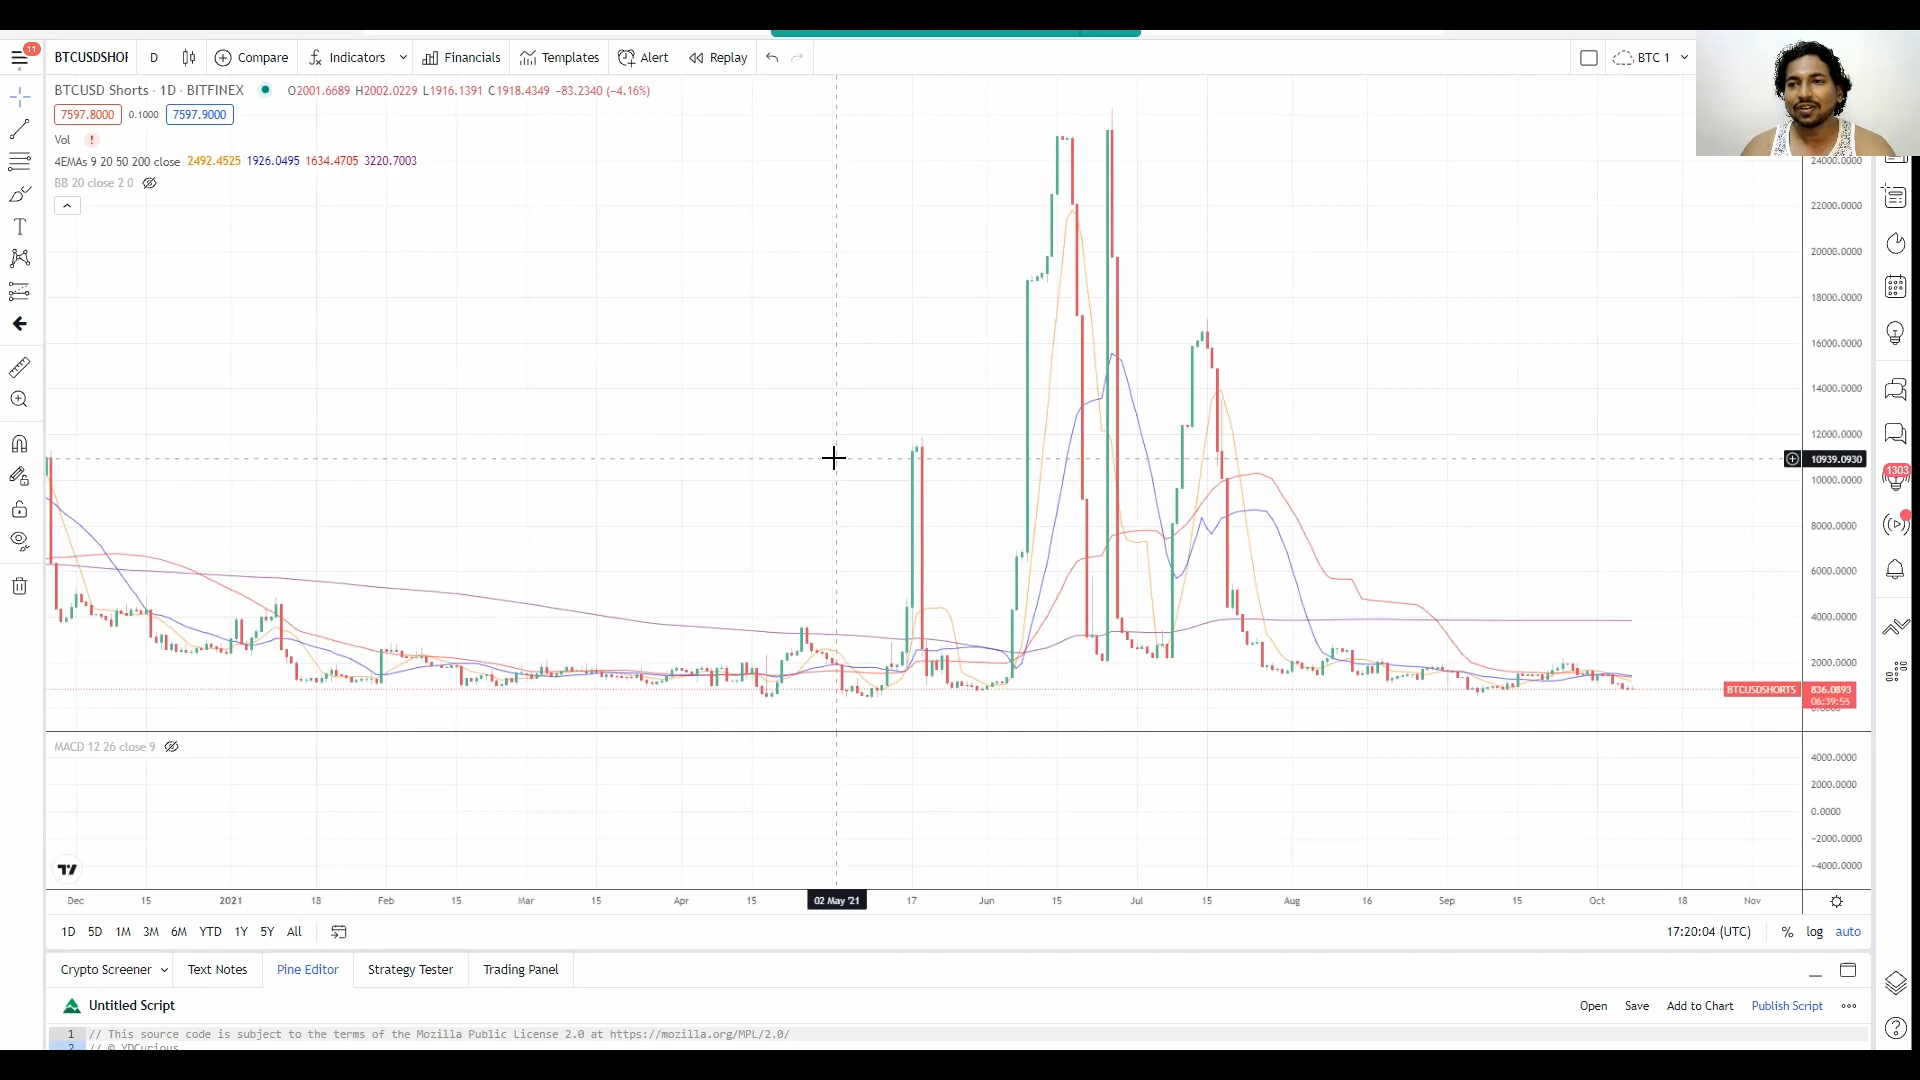 11
BTCUSDSHOR D Compare Indicators Financials Templates Alert Replay BTC 1
BTCUSD Shorts · 1D · BITFINEX O2001.6689 H2002.0229 L1916.1391 C1918.4349 −83.2340 (−4.16%)
7597.8000 0.1000 7597.9000
Vol !
4EMAs 9 20 50 200 close 2492.4525 1926.0495 1634.4705 3220.7003
BB 20 close 2 0
24000.0000
22000.0000
20000.0000
18000.0000
16000.0000
14000.0000
12000.0000
10939.0930
1303
10000.0000
8000.0000
6000.0000
4000.0000
2000.0000
BTCUSDSHORTS 836.0893
06:39:56
MACD 12 26 close 9
4000.0000
2000.0000
0.0000
−2000.0000
−4000.0000
Dec 15 2021 18 Feb 15 Mar 15 Apr 15 02 May '21 17 Jun 15 Jul 15 Aug 16 Sep 15 Oct 18 Nov
1D 5D 1M 3M 6M YTD 1Y 5Y All 17:20:04 (UTC) % log auto
Crypto Screener Text Notes Pine Editor Strategy Tester Trading Panel
Untitled Script Open Save Add to Chart Publish Script
1 // This source code is subject to the terms of the Mozilla Public License 2.0 at https://mozilla.org/MPL/2.0/
2 // © YDCurious